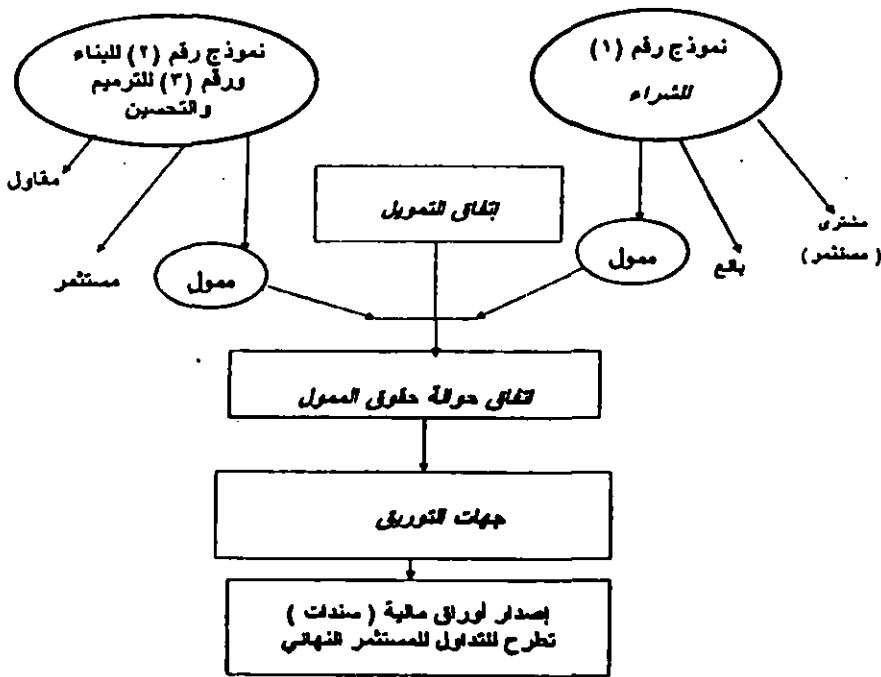 نموذج رقم (١)
للشراء
نموذج رقم (٢) للبناء
ورقم (٣) للترميم
والتحسين
مشترى
(مستثمر)
بائع
ممول
إتفاق التمويل
ممول
مستثمر
مقاول
اتفاق حوالة حقوق الممول
جهات التوريق
إصدار أوراق مالية ( سندات )
تطرح للتداول للمستثمر النهائي